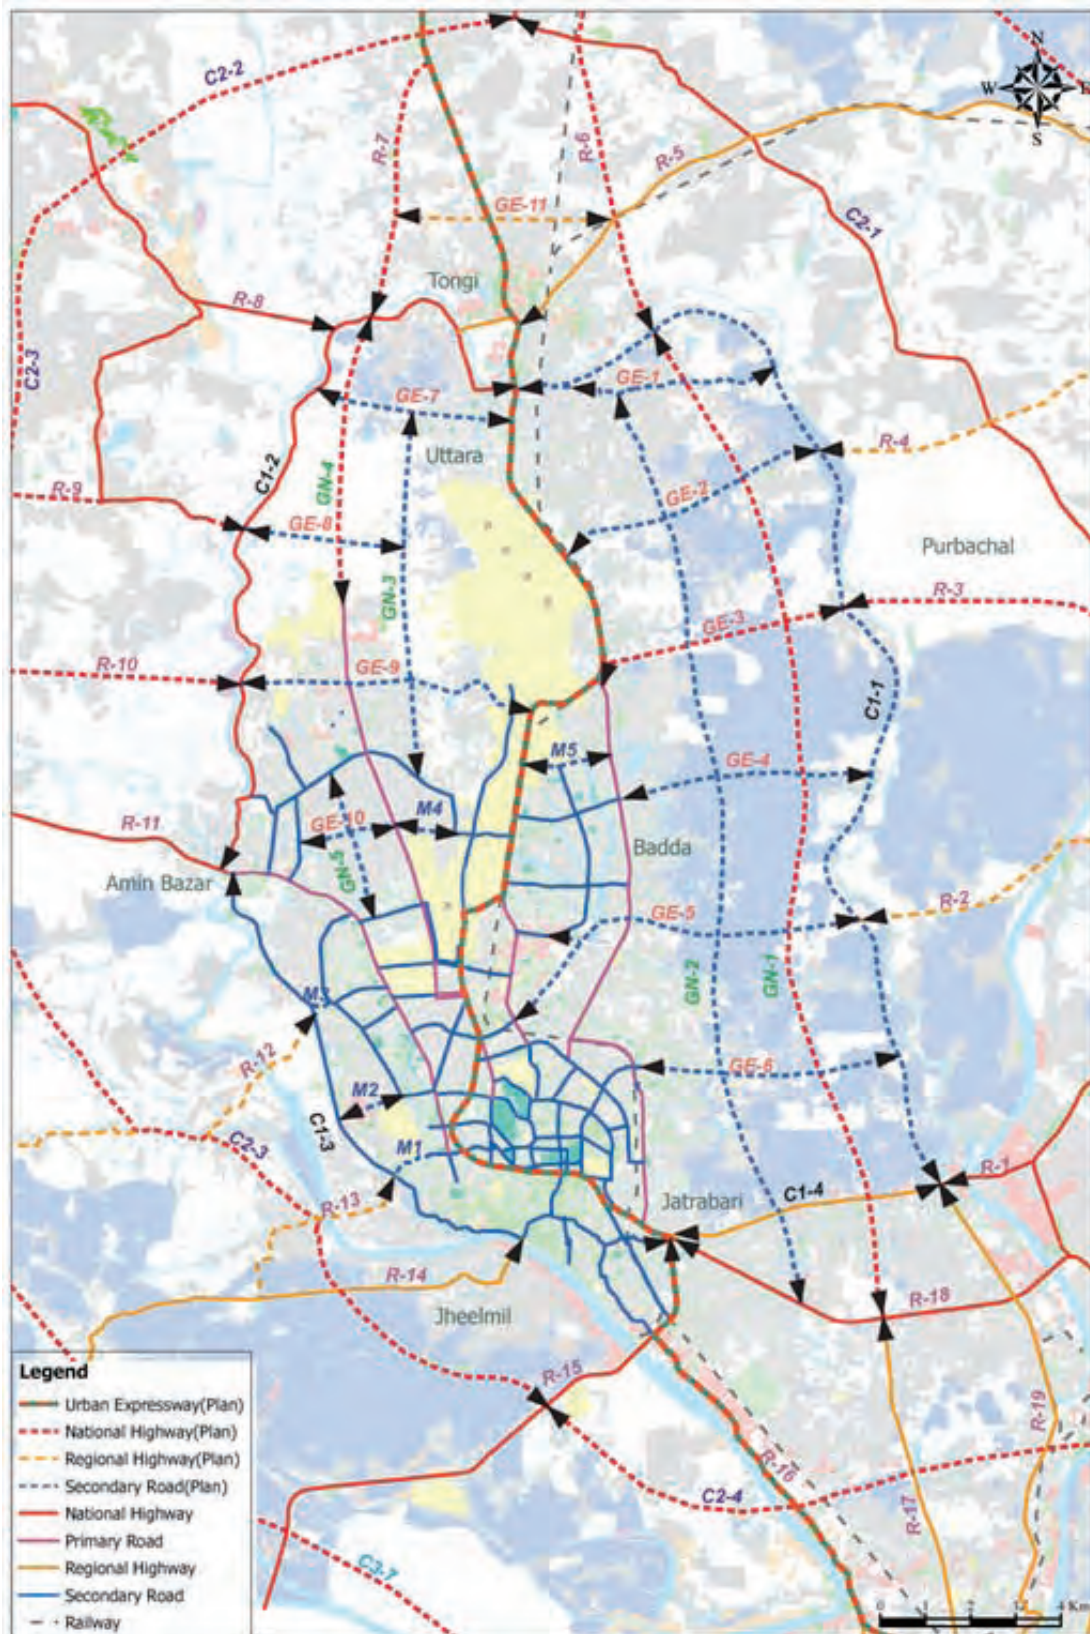 N
W E
S
C2-2
R-7
R-6
R-5
GE-11
C2-1
Tongi
R-8
C2-3
GE-1
GE-7
R-4
Uttara
C1-2
GN-4
R-9
GE-2
GE-8
Purbachal
GN-3
R-3
GE-3
R-10
GE-9
C1-1
M5
GE-4
R-11
M4
GE-10
Badda
Amin Bazar
GN-5
R-2
GE-5
GN-2
GN-1
M3
R-12
GE-6
M2
C1-3
C2-3
M1
R-1
C1-4
R-13
Jatrabari
R-14
Jheelmil
R-18
R-15
R-19
R-16
C2-4
R-17
C3-7
Legend
Urban Expressway(Plan)
National Highway(Plan)
Regional Highway(Plan)
Secondary Road(Plan)
National Highway
Primary Road
Regional Highway
Secondary Road
Railway
0 1 2 4 Km